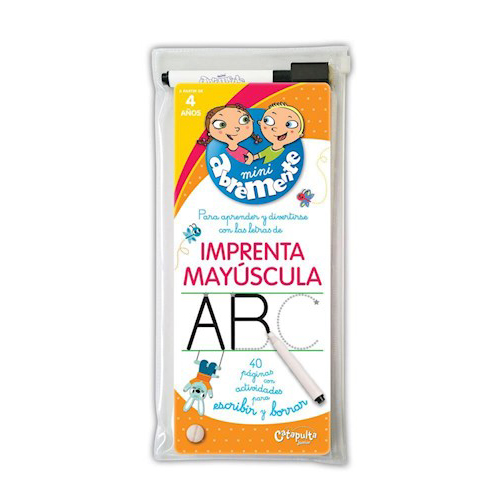 A PARTIR DE
4
AÑOS
mini
abremente
Para aprender y divertirse
con las letras de
IMPRENTA
MAYÚSCULA
ABC
40
páginas
con
actividades
para
escribir y borrar
Catapulta
Junior